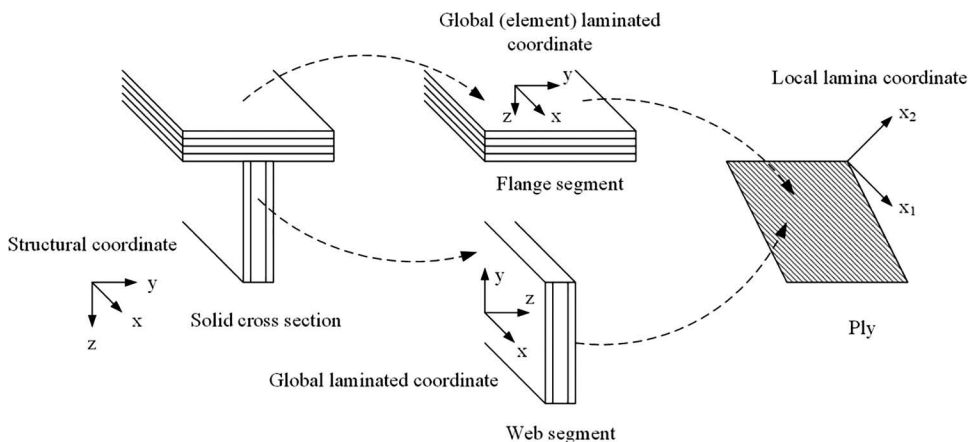 Global (element) laminated
coordinate
y
z
x
Flange segment
Local lamina coordinate
x₂
x₁
Ply
Structural coordinate
y
x
z
Solid cross section
y
z
x
Global laminated coordinate
Web segment